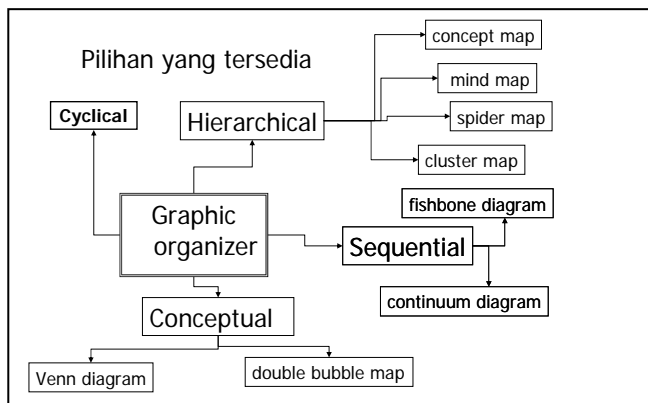 Pilihan yang tersedia
concept map
mind map
Cyclical
Hierarchical
spider map
cluster map
fishbone diagram
Graphic
organizer
Sequential
continuum diagram
Conceptual
Venn diagram
double bubble map